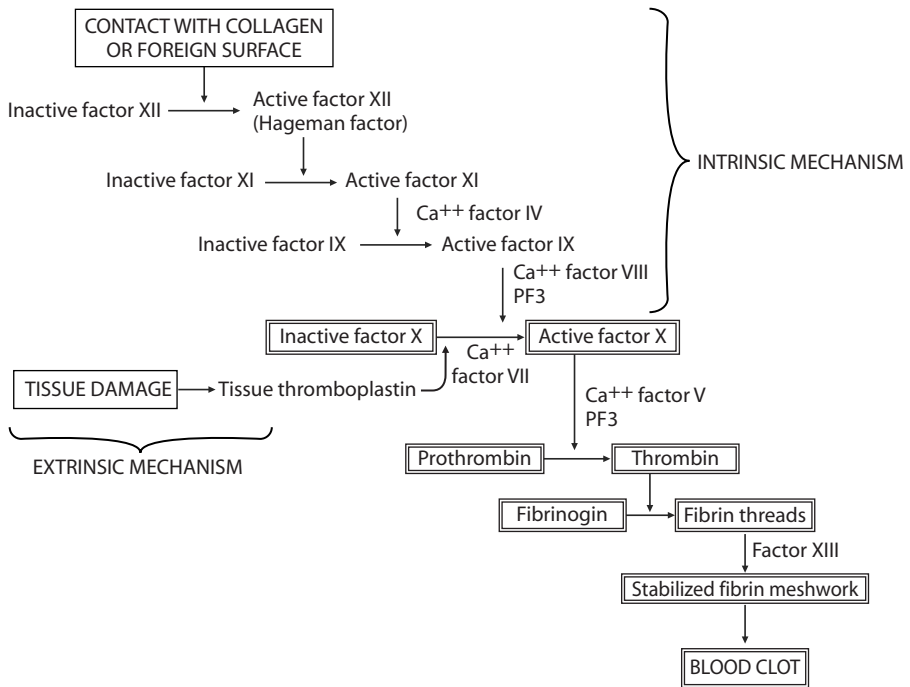 CONTACT WITH COLLAGEN
OR FOREIGN SURFACE
Inactive factor XII
Active factor XII
(Hageman factor)
Inactive factor XI
Active factor XI
INTRINSIC MECHANISM
Ca++ factor IV
Inactive factor IX
Active factor IX
Ca++ factor VIII
PF3
Inactive factor X
Active factor X
Ca++
factor VII
TISSUE DAMAGE
Tissue thromboplastin
Ca++ factor V
PF3
EXTRINSIC MECHANISM
Prothrombin
Thrombin
Fibrinogin
Fibrin threads
Factor XIII
Stabilized fibrin meshwork
BLOOD CLOT